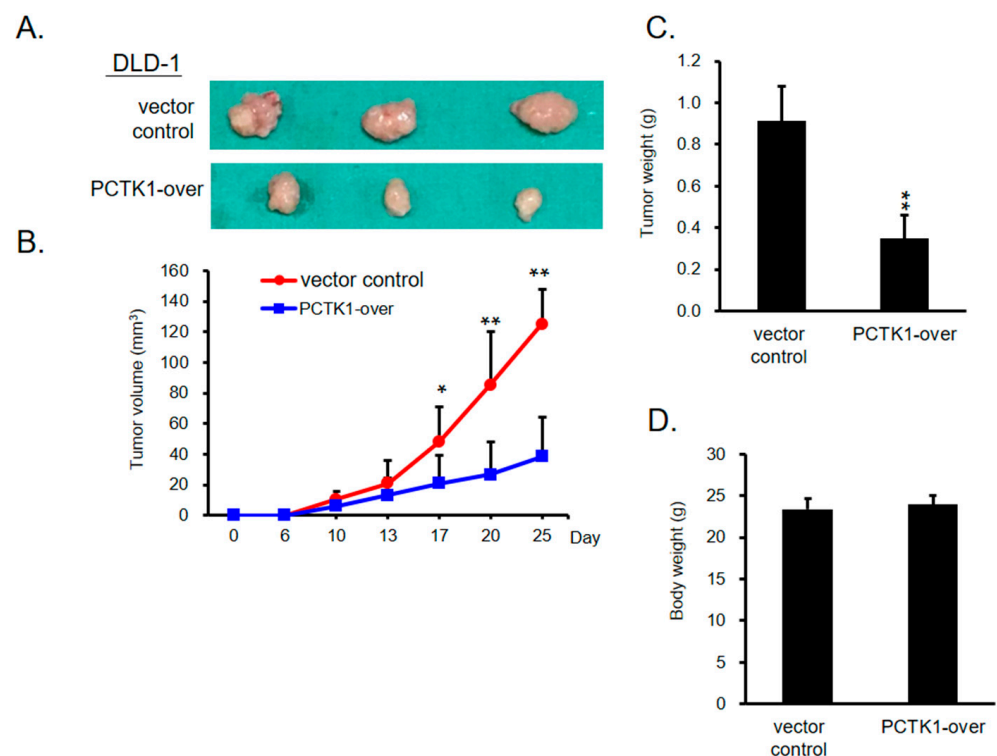 A.
DLD-1
vector
control
PCTK1-over
B.
Tumor volume (mm³)
160
140
120
100
80
60
40
20
0
vector control
PCTK1-over
*
**
**
0 6 10 13 17 20 25 Day
C.
Tumor weight (g)
1.2
1.0
0.8
0.6
0.4
0.2
0.0
**
vector
control
PCTK1-over
D.
Body weight (g)
30
25
20
15
10
5
0
vector
control
PCTK1-over